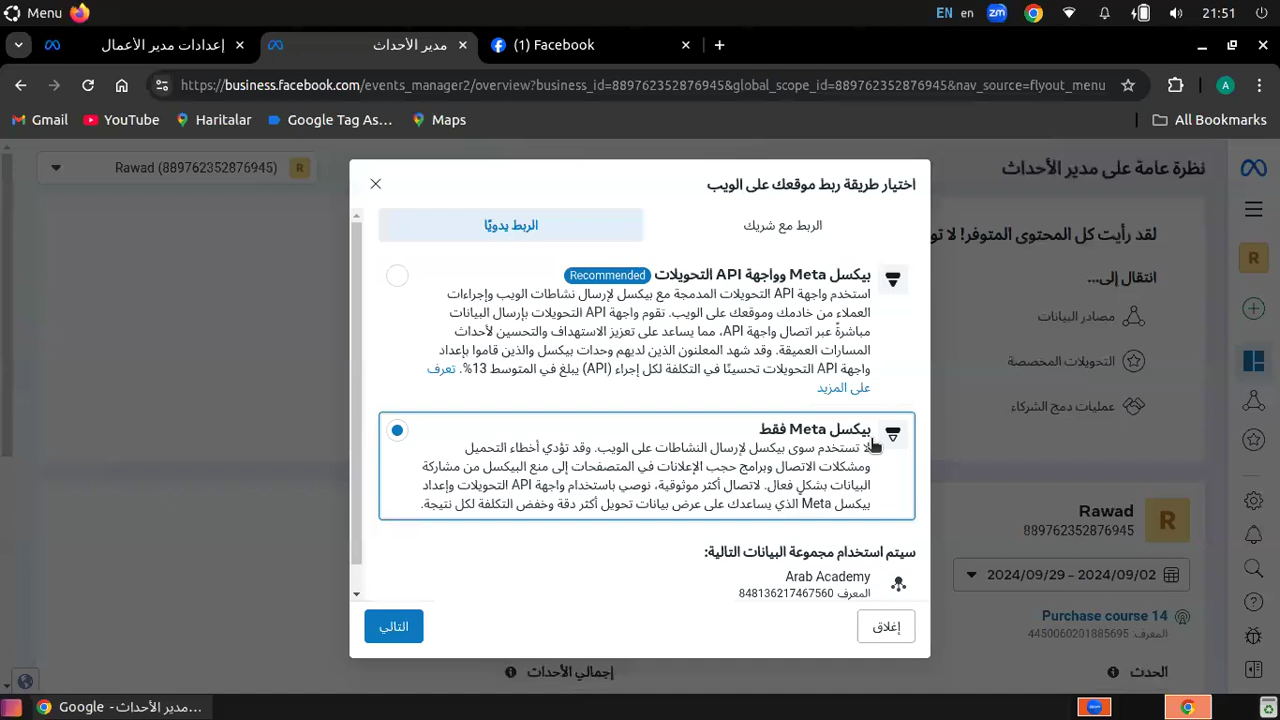 Menu
EN en zm 21:51
إعدادات مدير الأعمال
مدير الأحداث
(1) Facebook
https://business.facebook.com/events_manager2/overview?business_id=889762352876945&global_scope_id=889762352876945&nav_source=flyout_menu
A
Gmail YouTube Haritalar Google Tag As... Maps All Bookmarks
نظرة عامة على مدير الأحداث
Rawad (889762352876945) R
لقد رأيت كل المحتوى المتوفر! لا تو
انتقال إلى...
مصادر البيانات
التحويلات المخصصة
عمليات دمج الشركاء
R
اختيار طريقة ربط موقعك على الويب
الربط مع شريك
الربط يدويًا
بيكسل Meta وواجهة API التحويلات Recommended
استخدم واجهة API التحويلات المدمجة مع بيكسل لإرسال نشاطات الويب وإجراءات
العملاء من خادمك وموقعك على الويب. تقوم واجهة API التحويلات بإرسال البيانات
مباشرةً عبر اتصال واجهة API، مما يساعد على تعزيز الاستهداف والتحسين لأحداث
المسارات العميقة. وقد شهد المعلنون الذين لديهم وحدات بيكسل والذين قاموا بإعداد
واجهة API التحويلات تحسينًا في التكلفة لكل إجراء (API) يبلغ في المتوسط 13%. تعرف
على المزيد
بيكسل Meta فقط
لا تستخدم سوى بيكسل لإرسال النشاطات على الويب. وقد تؤدي أخطاء التحميل
ومشكلات الاتصال وبرامج حجب الإعلانات في المتصفحات إلى منع البيكسل من مشاركة
البيانات بشكلٍ فعال. لاتصال أكثر موثوقية، نوصي باستخدام واجهة API التحويلات وإعداد
بيكسل Meta الذي يساعدك على عرض بيانات تحويل أكثر دقة وخفض التكلفة لكل نتيجة.
سيتم استخدام مجموعة البيانات التالية:
Arab Academy
المعرف 848136217467560
إغلاق
التالي
Rawad
889762352876945
R
2024/09/29 – 2024/09/02
Purchase course 14
المعرف: 4450060201885695
الحدث
إجمالي الأحداث
Google - مدير الأحداث...
zm